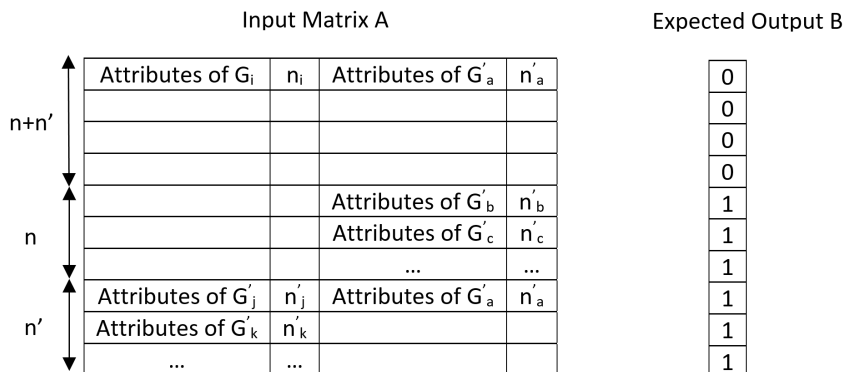 Input Matrix A Expected Output B
Attributes of Gᵢ nᵢ Attributes of G'ₐ n'ₐ 0
n+n’ 0
0
0
Attributes of G'b n'b 1
n Attributes of G'c n'c 1
... ... 1
Attributes of G'ⱼ n'ⱼ Attributes of G'ₐ n'ₐ 1
n’ Attributes of G'ₖ n'ₖ 1
... ... 1